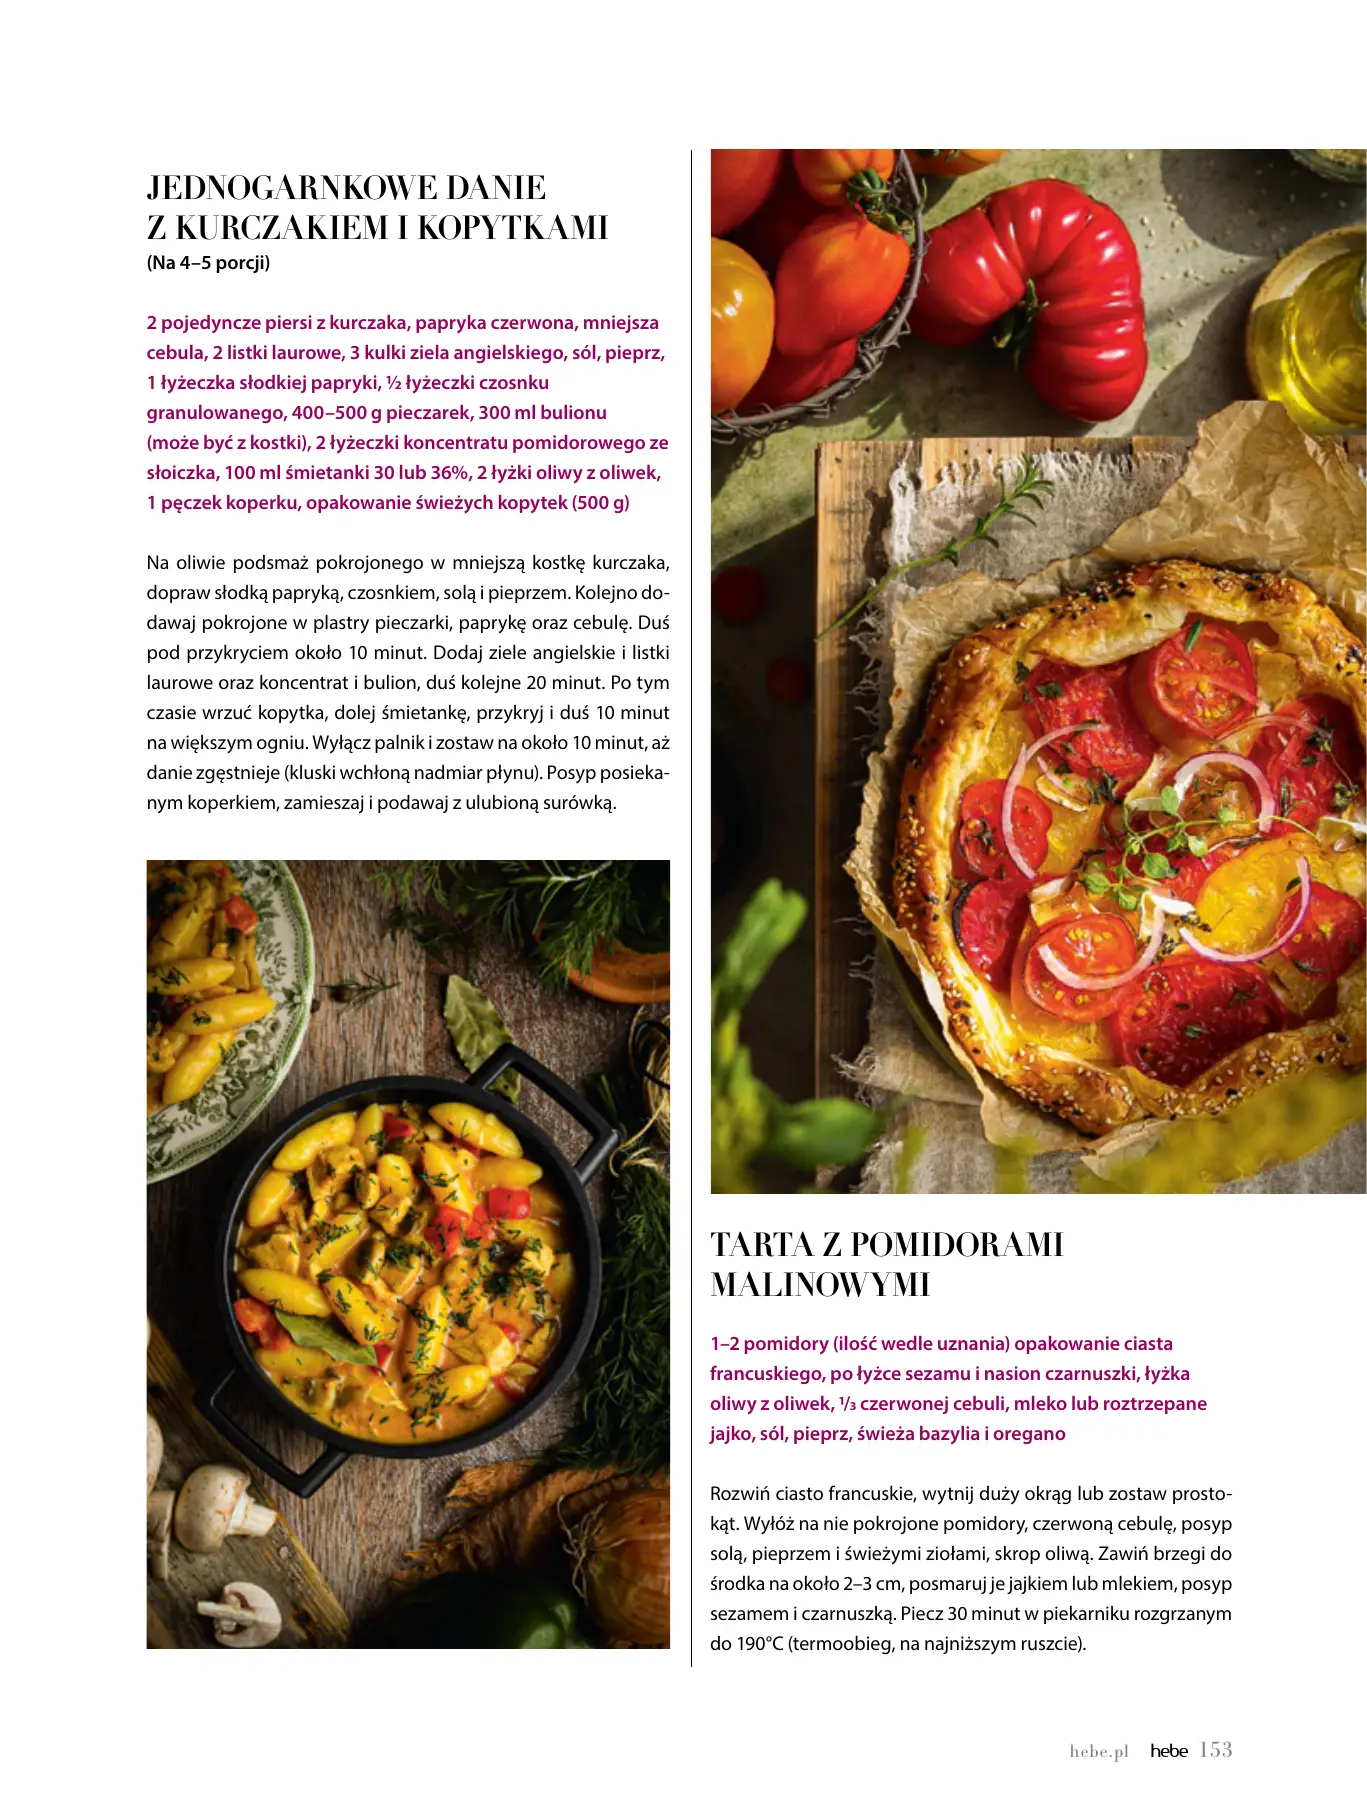 JEDNOGARNKOWE DANIE
Z KURCZAKIEM I KOPYTKAMI
(Na 4–5 porcji)
2 pojedyncze piersi z kurczaka, papryka czerwona, mniejsza
cebula, 2 listki laurowe, 3 kulki ziela angielskiego, sól, pieprz,
1 łyżeczka słodkiej papryki, ½ łyżeczki czosnku
granulowanego, 400–500 g pieczarek, 300 ml bulionu
(może być z kostki), 2 łyżeczki koncentratu pomidorowego ze
słoiczka, 100 ml śmietanki 30 lub 36%, 2 łyżki oliwy z oliwek,
1 pęczek koperku, opakowanie świeżych kopytek (500 g)
Na oliwie podsmaż pokrojonego w mniejszą kostkę kurczaka,
dopraw słodką papryką, czosnkiem, solą i pieprzem. Kolejno do-
dawaj pokrojone w plastry pieczarki, paprykę oraz cebulę. Duś
pod przykryciem około 10 minut. Dodaj ziele angielskie i listki
laurowe oraz koncentrat i bulion, duś kolejne 20 minut. Po tym
czasie wrzuć kopytka, dolej śmietankę, przykryj i duś 10 minut
na większym ogniu. Wyłącz palnik i zostaw na około 10 minut, aż
danie zgęstnieje (kluski wchłoną nadmiar płynu). Posyp posieka-
nym koperkiem, zamieszaj i podawaj z ulubioną surówką.
TARTA Z POMIDORAMI
MALINOWYMI
1–2 pomidory (ilość wedle uznania) opakowanie ciasta
francuskiego, po łyżce sezamu i nasion czarnuszki, łyżka
oliwy z oliwek, ⅓ czerwonej cebuli, mleko lub roztrzepane
jajko, sól, pieprz, świeża bazylia i oregano
Rozwiń ciasto francuskie, wytnij duży okrąg lub zostaw prosto-
kąt. Wyłóż na nie pokrojone pomidory, czerwoną cebulę, posyp
solą, pieprzem i świeżymi ziołami, skrop oliwą. Zawiń brzegi do
środka na około 2–3 cm, posmaruj je jajkiem lub mlekiem, posyp
sezamem i czarnuszką. Piecz 30 minut w piekarniku rozgrzanym
do 190°C (termoobieg, na najniższym ruszcie).
hebe.pl hebe 153